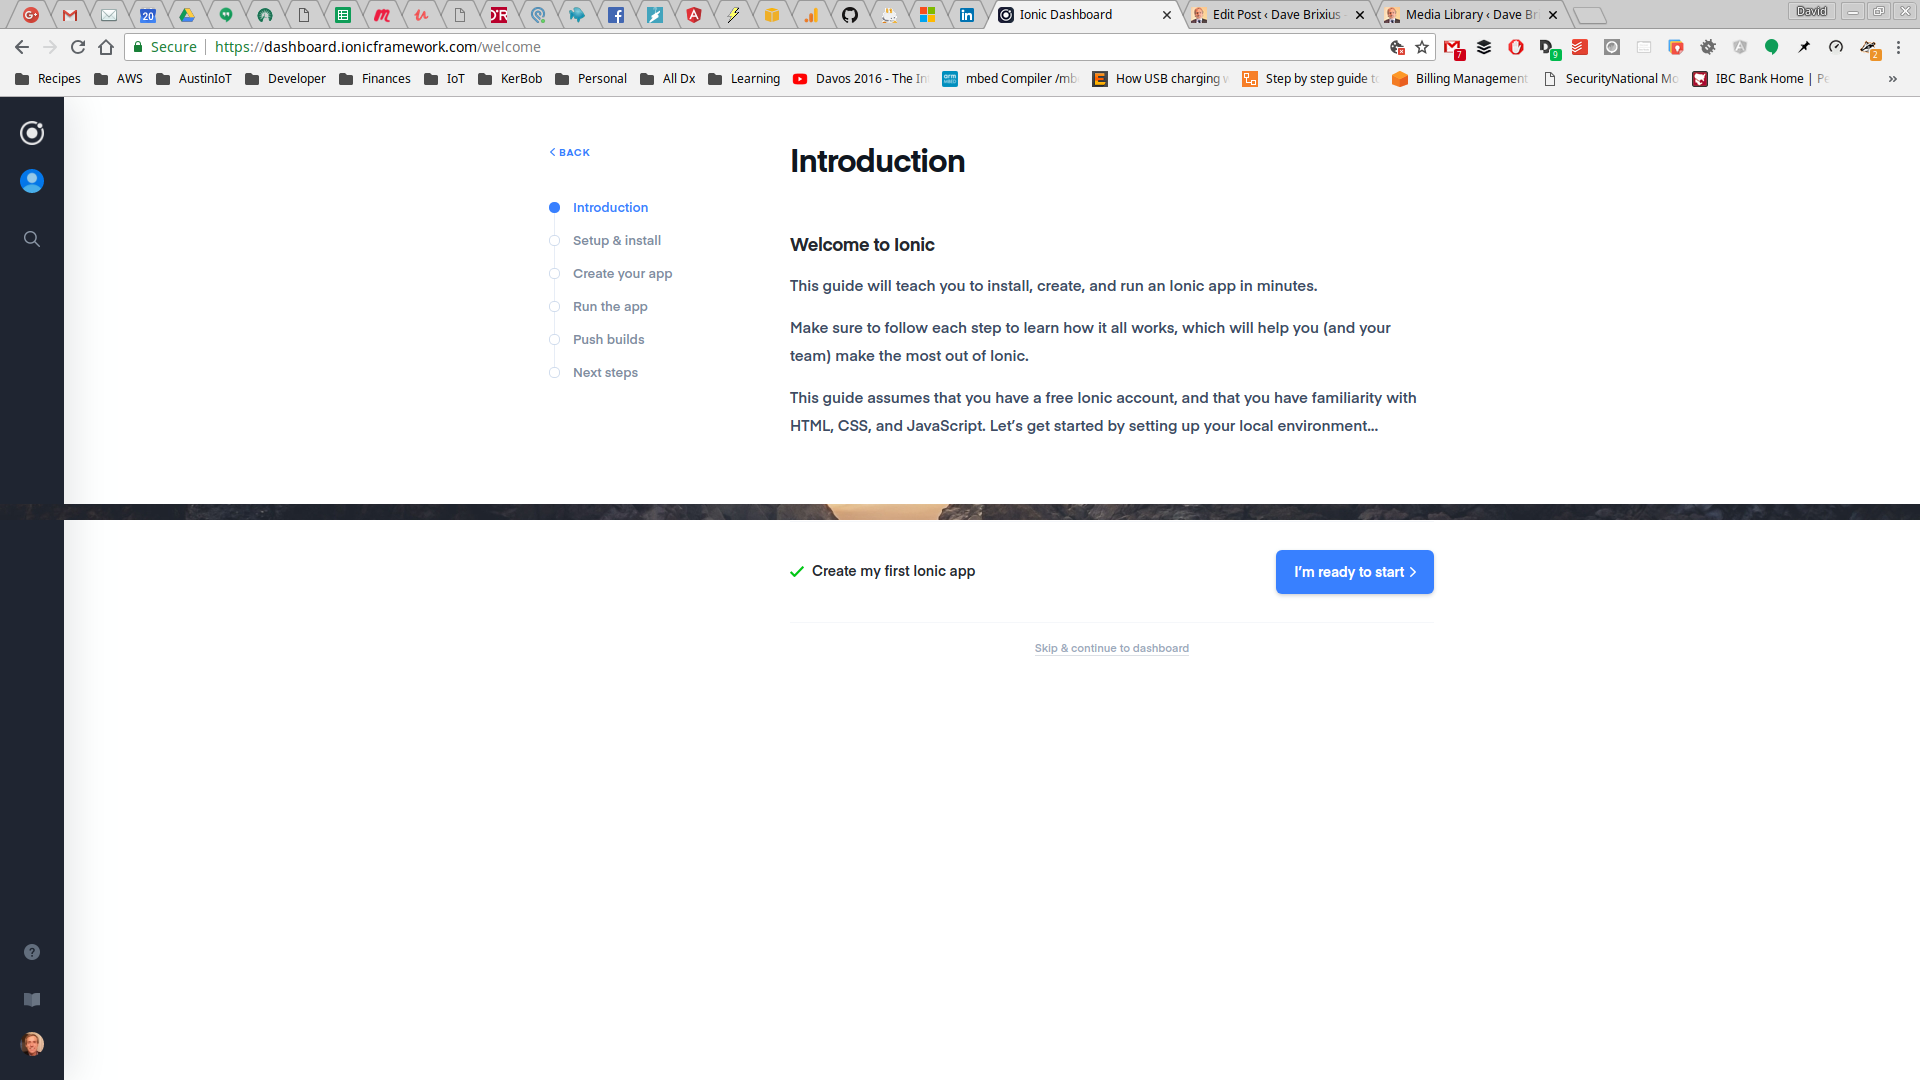 20
Ionic Dashboard
Edit Post ‹ Dave Brixius
Media Library ‹ Dave Br
David
Secure
https://dashboard.ionicframework.com/welcome
7
9
2
Recipes
AWS
AustinIoT
Developer
Finances
IoT
KerBob
Personal
All Dx
Learning
Davos 2016 - The In
mbed Compiler /mb
How USB charging
Step by step guide
Billing Management
SecurityNational Mo
IBC Bank Home | Pe
»
BACK
Introduction
Setup & install
Create your app
Run the app
Push builds
Next steps
Introduction
Welcome to Ionic
This guide will teach you to install, create, and run an Ionic app in minutes.
Make sure to follow each step to learn how it all works, which will help you (and your
team) make the most out of Ionic.
This guide assumes that you have a free Ionic account, and that you have familiarity with
HTML, CSS, and JavaScript. Let’s get started by setting up your local environment...
Create my first Ionic app
I’m ready to start
Skip & continue to dashboard